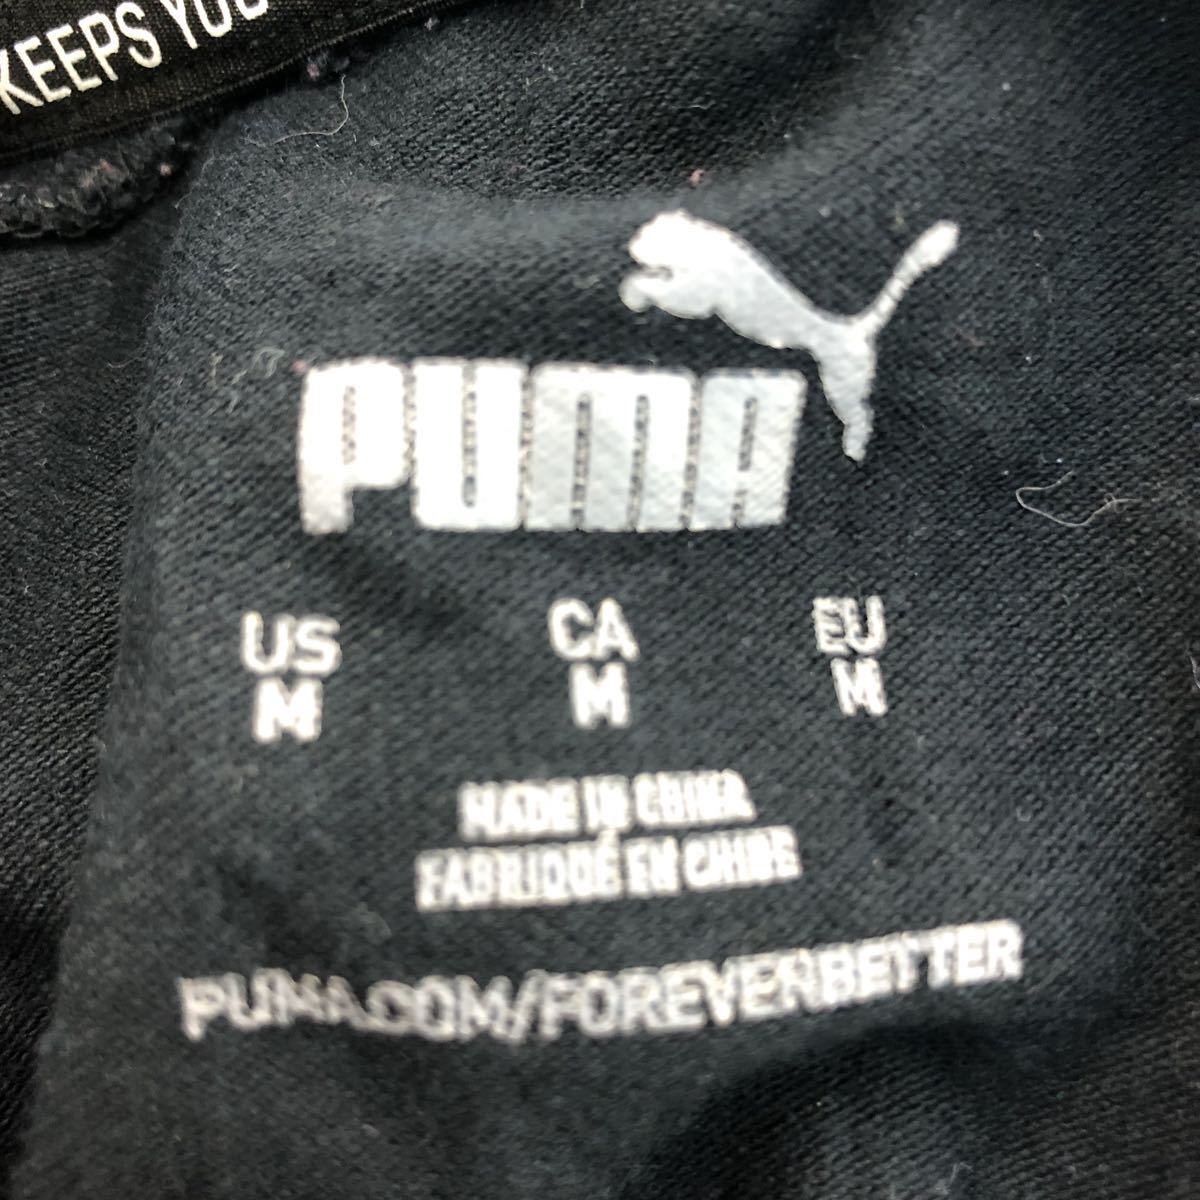 KEEPS YOU
PUMA
US CA EU
M M M
MADE IN CHINA
FABRIQUÉ EN CHINE
PUMA.COM/FOREVERBETTER